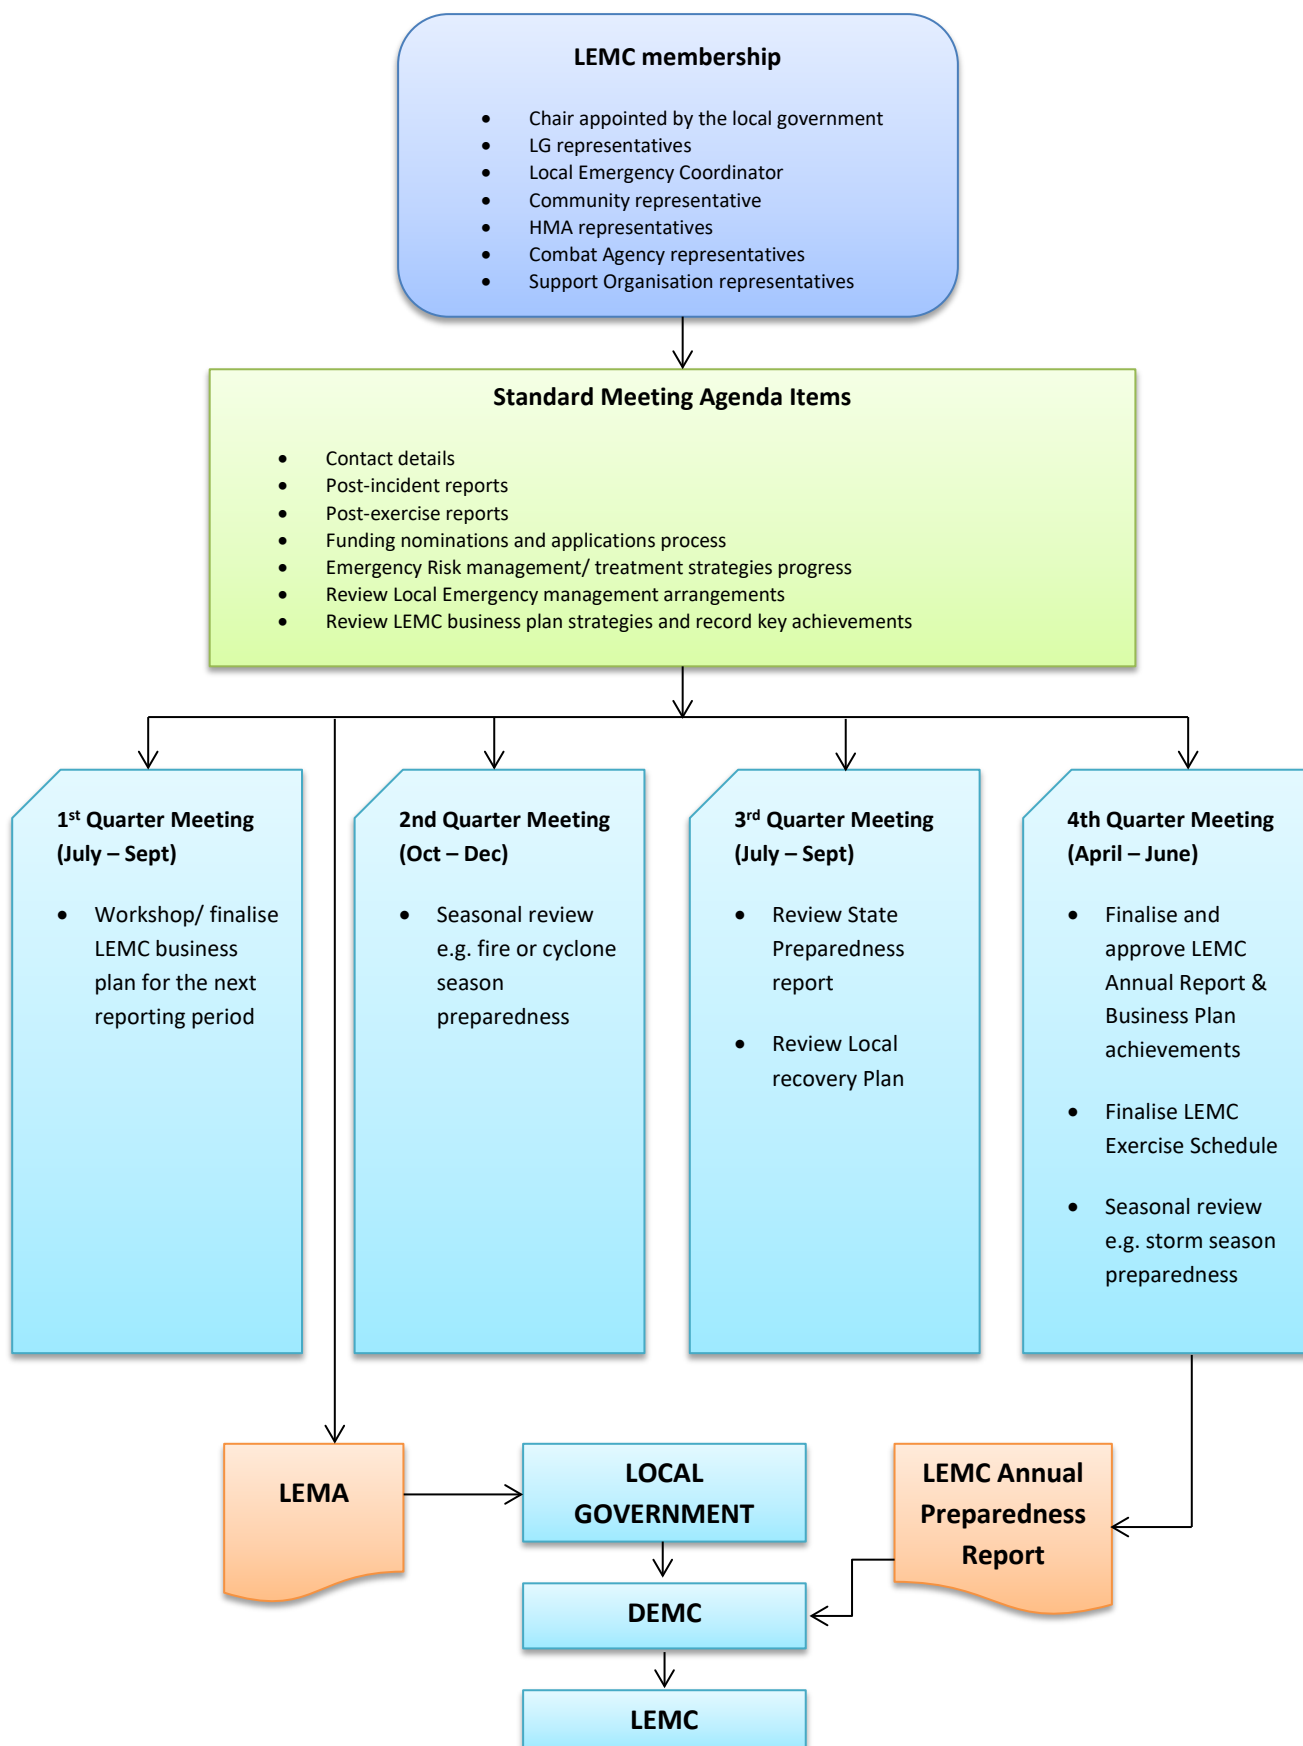 LEMC membership
• Chair appointed by the local government
• LG representatives
• Local Emergency Coordinator
• Community representative
• HMA representatives
• Combat Agency representatives
• Support Organisation representatives
Standard Meeting Agenda Items
• Contact details
• Post-incident reports
• Post-exercise reports
• Funding nominations and applications process
• Emergency Risk management/ treatment strategies progress
• Review Local Emergency management arrangements
• Review LEMC business plan strategies and record key achievements
1st Quarter Meeting
(July – Sept)
• Workshop/ finalise
LEMC business
plan for the next
reporting period
2nd Quarter Meeting
(Oct – Dec)
• Seasonal review
e.g. fire or cyclone
season
preparedness
3rd Quarter Meeting
(July – Sept)
• Review State
Preparedness
report
• Review Local
recovery Plan
4th Quarter Meeting
(April – June)
• Finalise and
approve LEMC
Annual Report &
Business Plan
achievements
• Finalise LEMC
Exercise Schedule
• Seasonal review
e.g. storm season
preparedness
LEMA
LOCAL
GOVERNMENT
LEMC Annual
Preparedness
Report
DEMC
LEMC